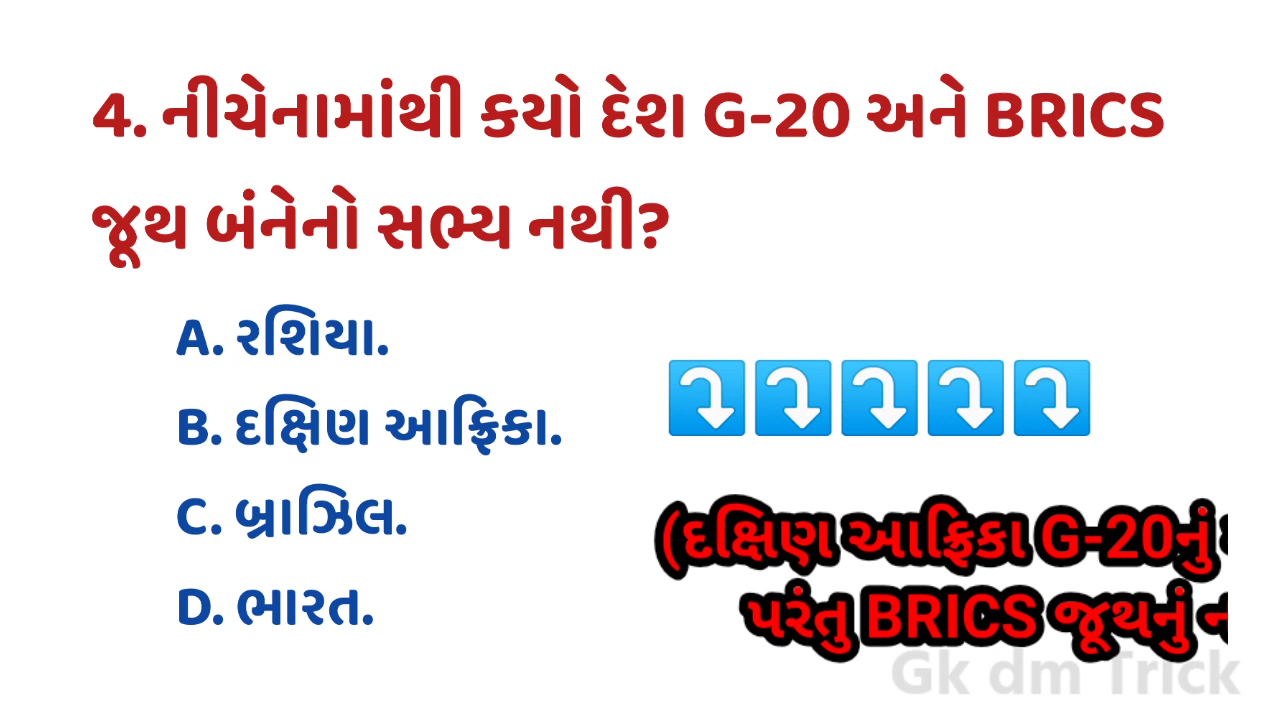 4. નીચેનામાંથી કયો દેશ G-20 અને BRICS
જૂથ બંનેનો સભ્ય નથી?
A. રશિયા.
B. દક્ષિણ આફ્રિકા.
C. બ્રાઝિલ.
D. ભારત.
(દક્ષિણ આફ્રિકા G-20નું
પરંતુ BRICS જૂથનું
Gk dm Trick